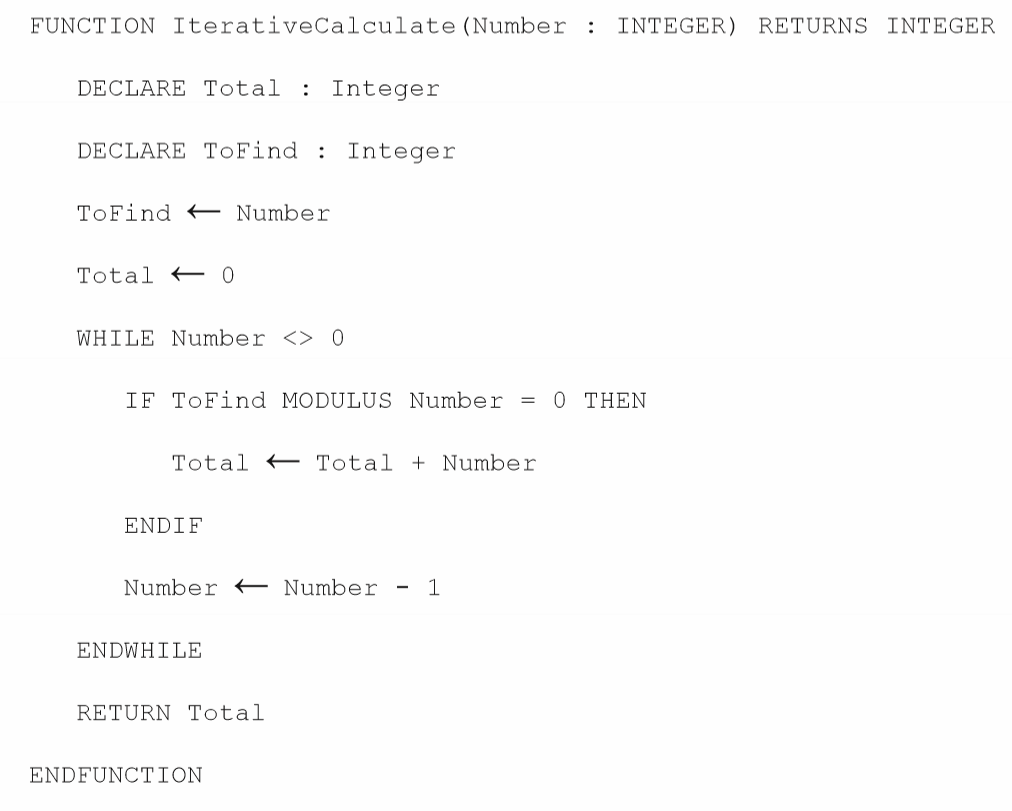 FUNCTION IterativeCalculate(Number : INTEGER) RETURNS INTEGER
DECLARE Total : Integer
DECLARE ToFind : Integer
ToFind ← Number
Total ← 0
WHILE Number <> 0
IF ToFind MODULUS Number = 0 THEN
Total ← Total + Number
ENDIF
Number ← Number - 1
ENDWHILE
RETURN Total
ENDFUNCTION